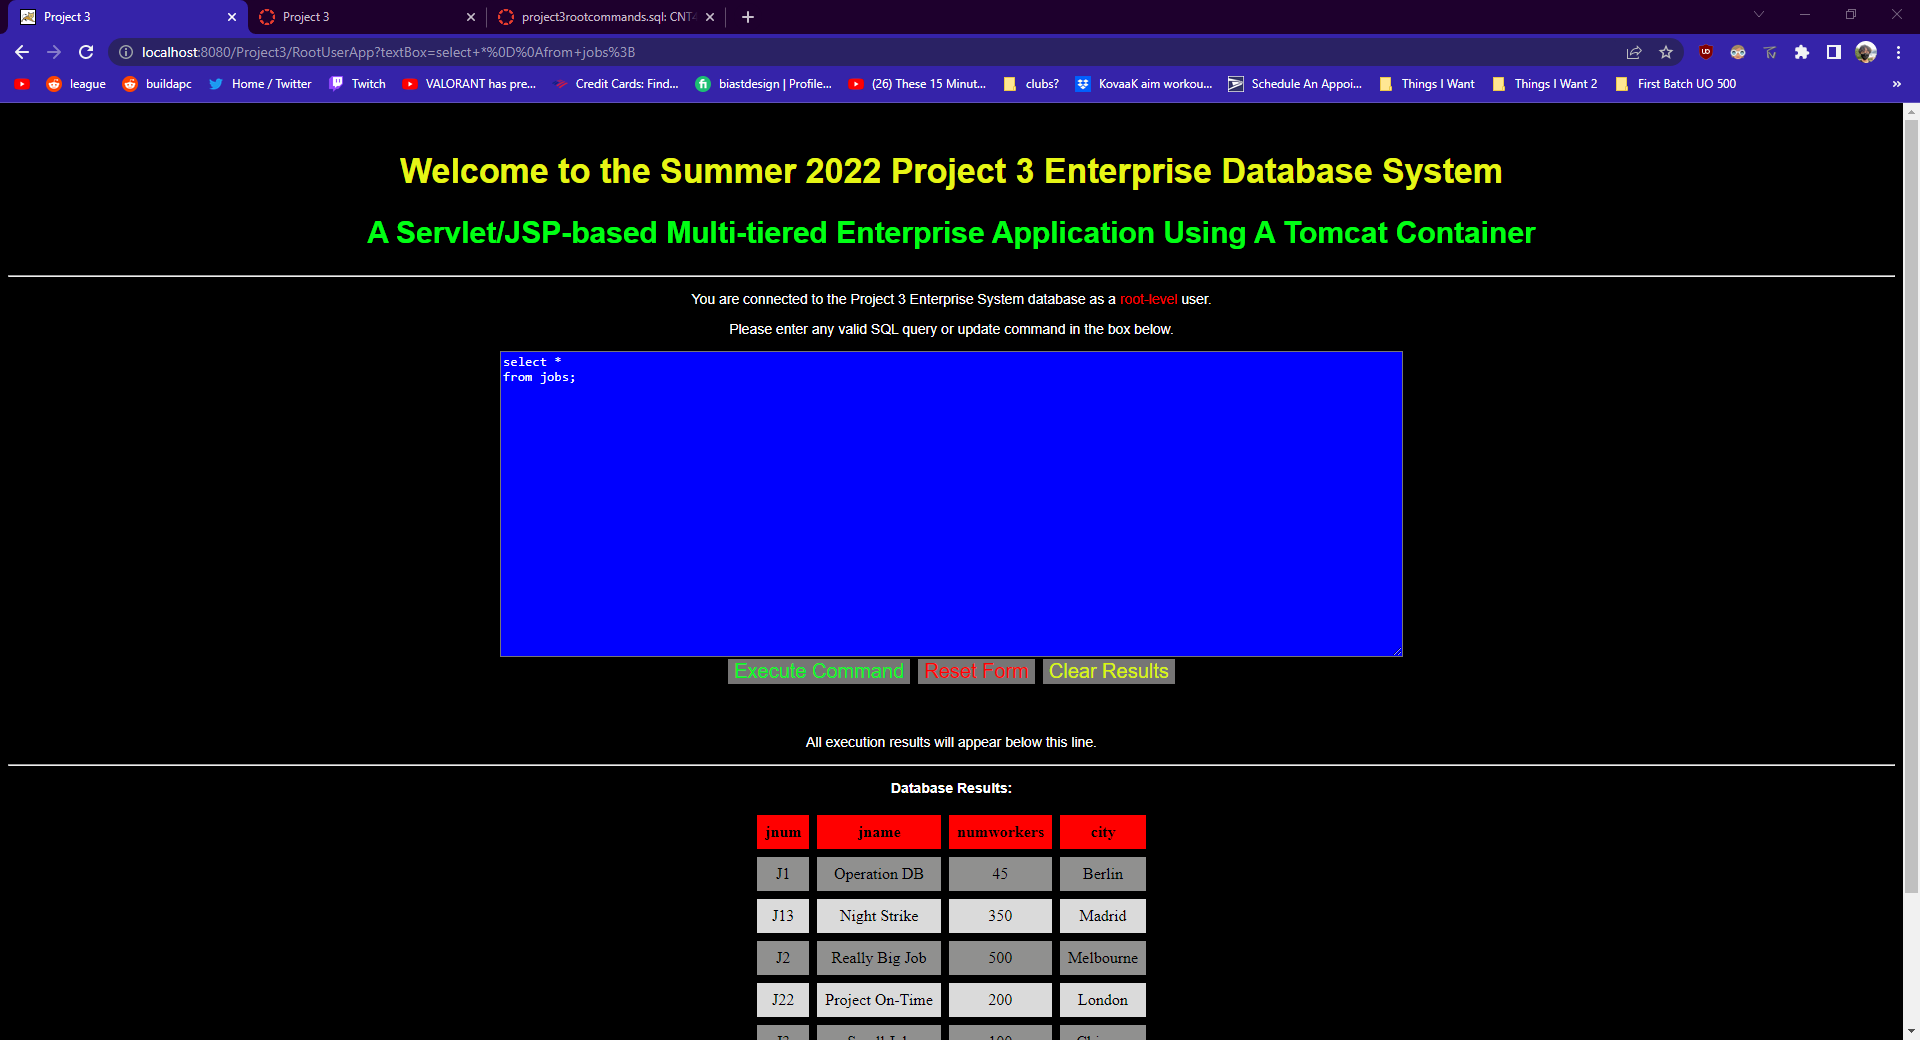 Project 3
Project 3
project3rootcommands.sql: CNT4
localhost:8080/Project3/RootUserApp?textBox=select+*%0D%0Afrom+jobs%3B
league
buildapc
Home / Twitter
Twitch
VALORANT has pre...
Credit Cards: Find...
biastdesign | Profile...
(26) These 15 Minut...
clubs?
KovaaK aim workou...
Schedule An Appoi...
Things I Want
Things I Want 2
First Batch UO 500
»
Welcome to the Summer 2022 Project 3 Enterprise Database System
A Servlet/JSP-based Multi-tiered Enterprise Application Using A Tomcat Container
You are connected to the Project 3 Enterprise System database as a root-level user.
Please enter any valid SQL query or update command in the box below.
select *
from jobs;
Execute Command Reset Form Clear Results
All execution results will appear below this line.
Database Results:
jnum jname numworkers city
J1 Operation DB 45 Berlin
J13 Night Strike 350 Madrid
J2 Really Big Job 500 Melbourne
J22 Project On-Time 200 London